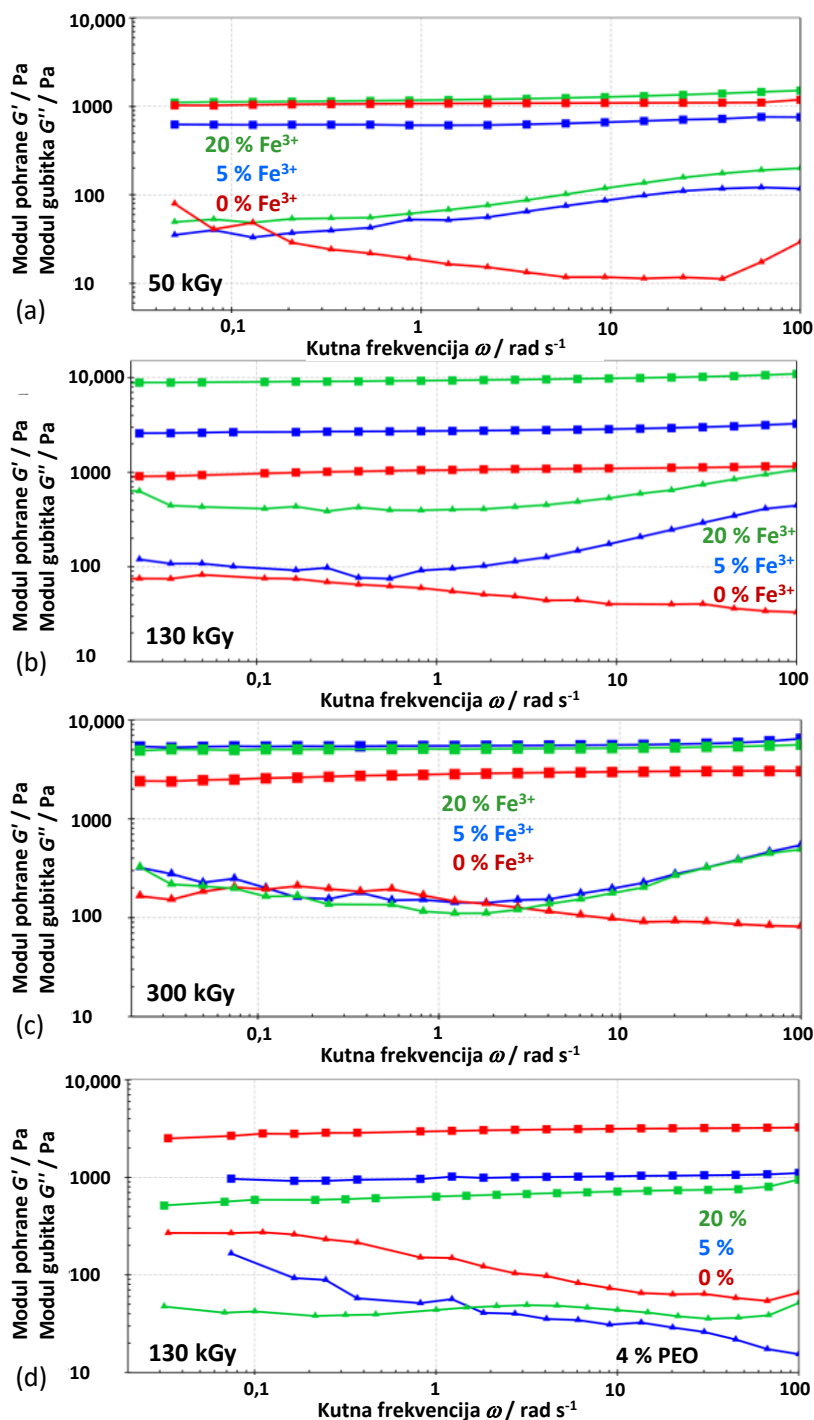 10,000
1000
100
10
Modul pohrane G' / Pa
Modul gubitka G'' / Pa
20 % Fe³⁺
5 % Fe³⁺
0 % Fe³⁺
50 kGy
(a)
0,1 1 10 100
Kutna frekvencija ω / rad s⁻¹
10,000
1000
100
10
Modul pohrane G' / Pa
Modul gubitka G'' / Pa
20 % Fe³⁺
5 % Fe³⁺
0 % Fe³⁺
130 kGy
(b)
0,1 1 10 100
Kutna frekvencija ω / rad s⁻¹
10,000
1000
100
10
Modul pohrane G' / Pa
Modul gubitka G'' / Pa
20 % Fe³⁺
5 % Fe³⁺
0 % Fe³⁺
300 kGy
(c)
0,1 1 10 100
Kutna frekvencija ω / rad s⁻¹
10,000
1000
100
10
Modul pohrane G' / Pa
Modul gubitka G'' / Pa
20 %
5 %
0 %
130 kGy
4 % PEO
(d)
0,1 1 10 100
Kutna frekvencija ω / rad s⁻¹